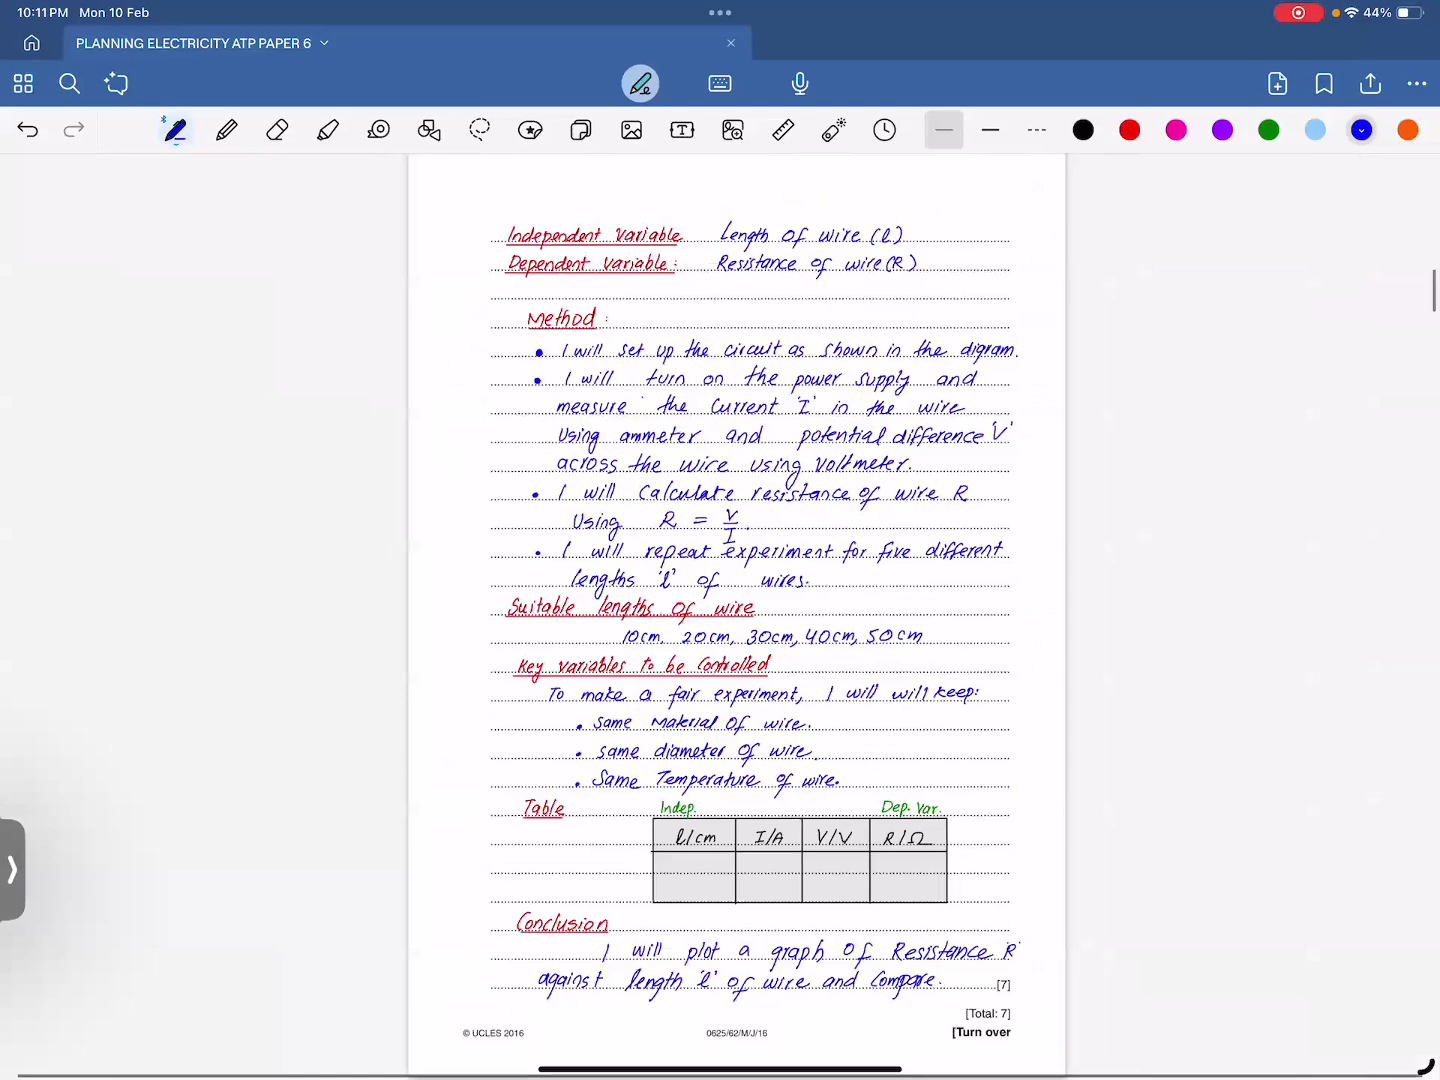 10:11 PM Mon 10 Feb
44%
PLANNING ELECTRICITY ATP PAPER 6
Independent Variable Length Of wire (l)
Dependent Variable: Resistance of wire (R)
Method :
• I will set up the circuit as shown in the digram.
• I will turn on the power supply and
measure the Current 'I' in the wire
Using ammeter and potential difference 'V'
across the wire using Voltmeter.
• I will Calculate resistance of wire R
Using R = V/I.
• I will repeat experiment for five different
lengths 'l' of wires.
Suitable lengths Of wire
10cm, 20cm, 30cm, 40cm, 50cm
Key Variables to be Controlled
To make a fair experiment, I will will keep:
• Same Material Of wire.
• same diameter of wire.
• Same Temperature of wire.
Table Indep. Dep. Var.
l/cm I/A V/V R/Ω
Conclusion
I will plot a graph Of Resistance 'R'
against length 'l' of wire and Compare. [7]
[Total: 7]
© UCLES 2016 0625/62/M/J/16 [Turn over